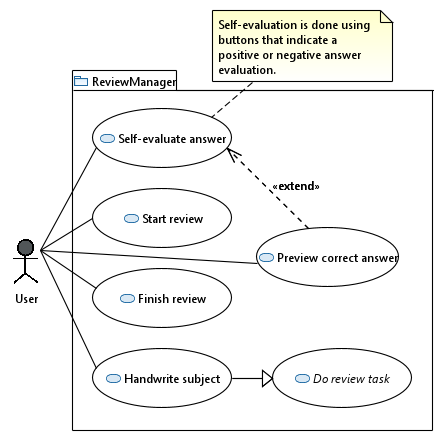 Self-evaluation is done using
buttons that indicate a
positive or negative answer
evaluation.
ReviewManager
Self-evaluate answer
«extend»
Start review
Preview correct answer
User
Finish review
Handwrite subject
Do review task